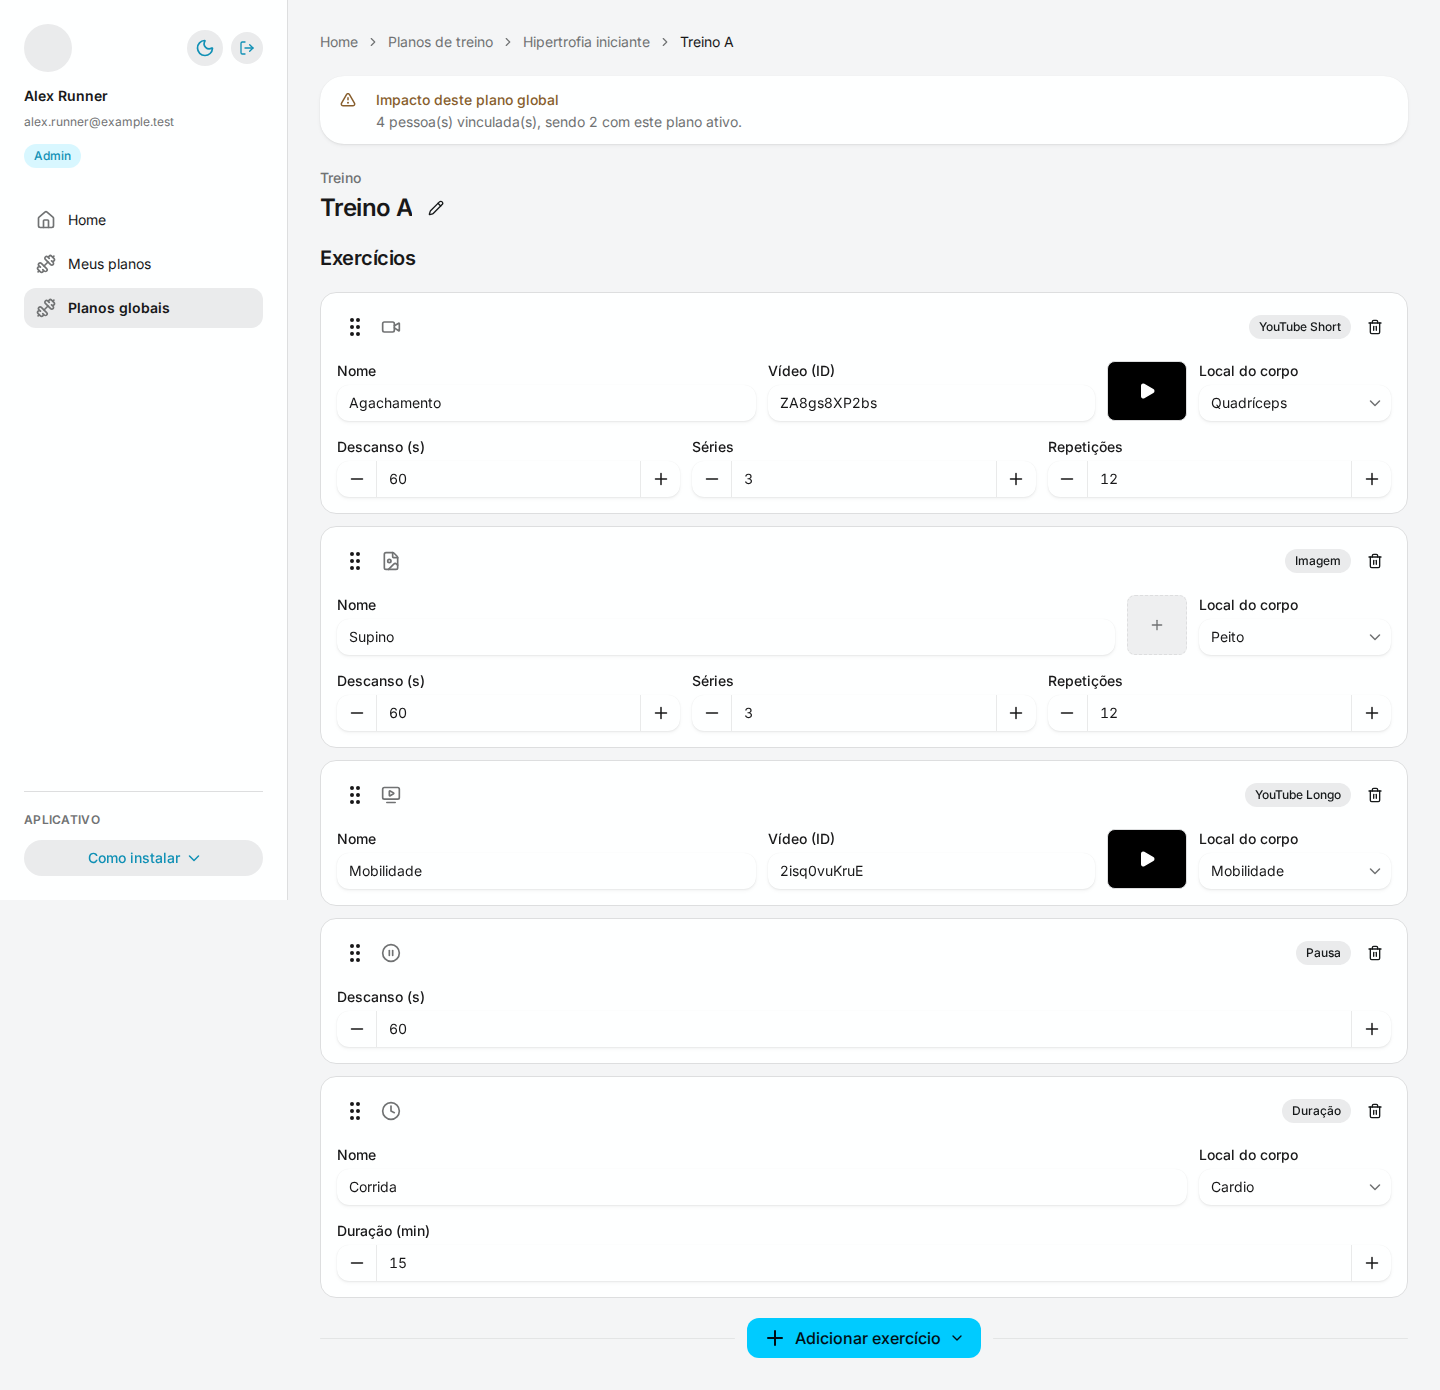 Alex Runner
alex.runner@example.test
Admin
Home
Meus planos
Planos globais
APLICATIVO
Como instalar
Home > Planos de treino > Hipertrofia iniciante > Treino A
Impacto deste plano global
4 pessoa(s) vinculada(s), sendo 2 com este plano ativo.
Treino
Treino A
Exercícios
YouTube Short
Nome Vídeo (ID) Local do corpo
Agachamento ZA8gs8XP2bs Quadríceps
Descanso (s) Séries Repetições
60 3 12
Imagem
Nome Local do corpo
Supino Peito
Descanso (s) Séries Repetições
60 3 12
YouTube Longo
Nome Vídeo (ID) Local do corpo
Mobilidade 2isq0vuKruE Mobilidade
Pausa
Descanso (s)
60
Duração
Nome Local do corpo
Corrida Cardio
Duração (min)
15
Adicionar exercício